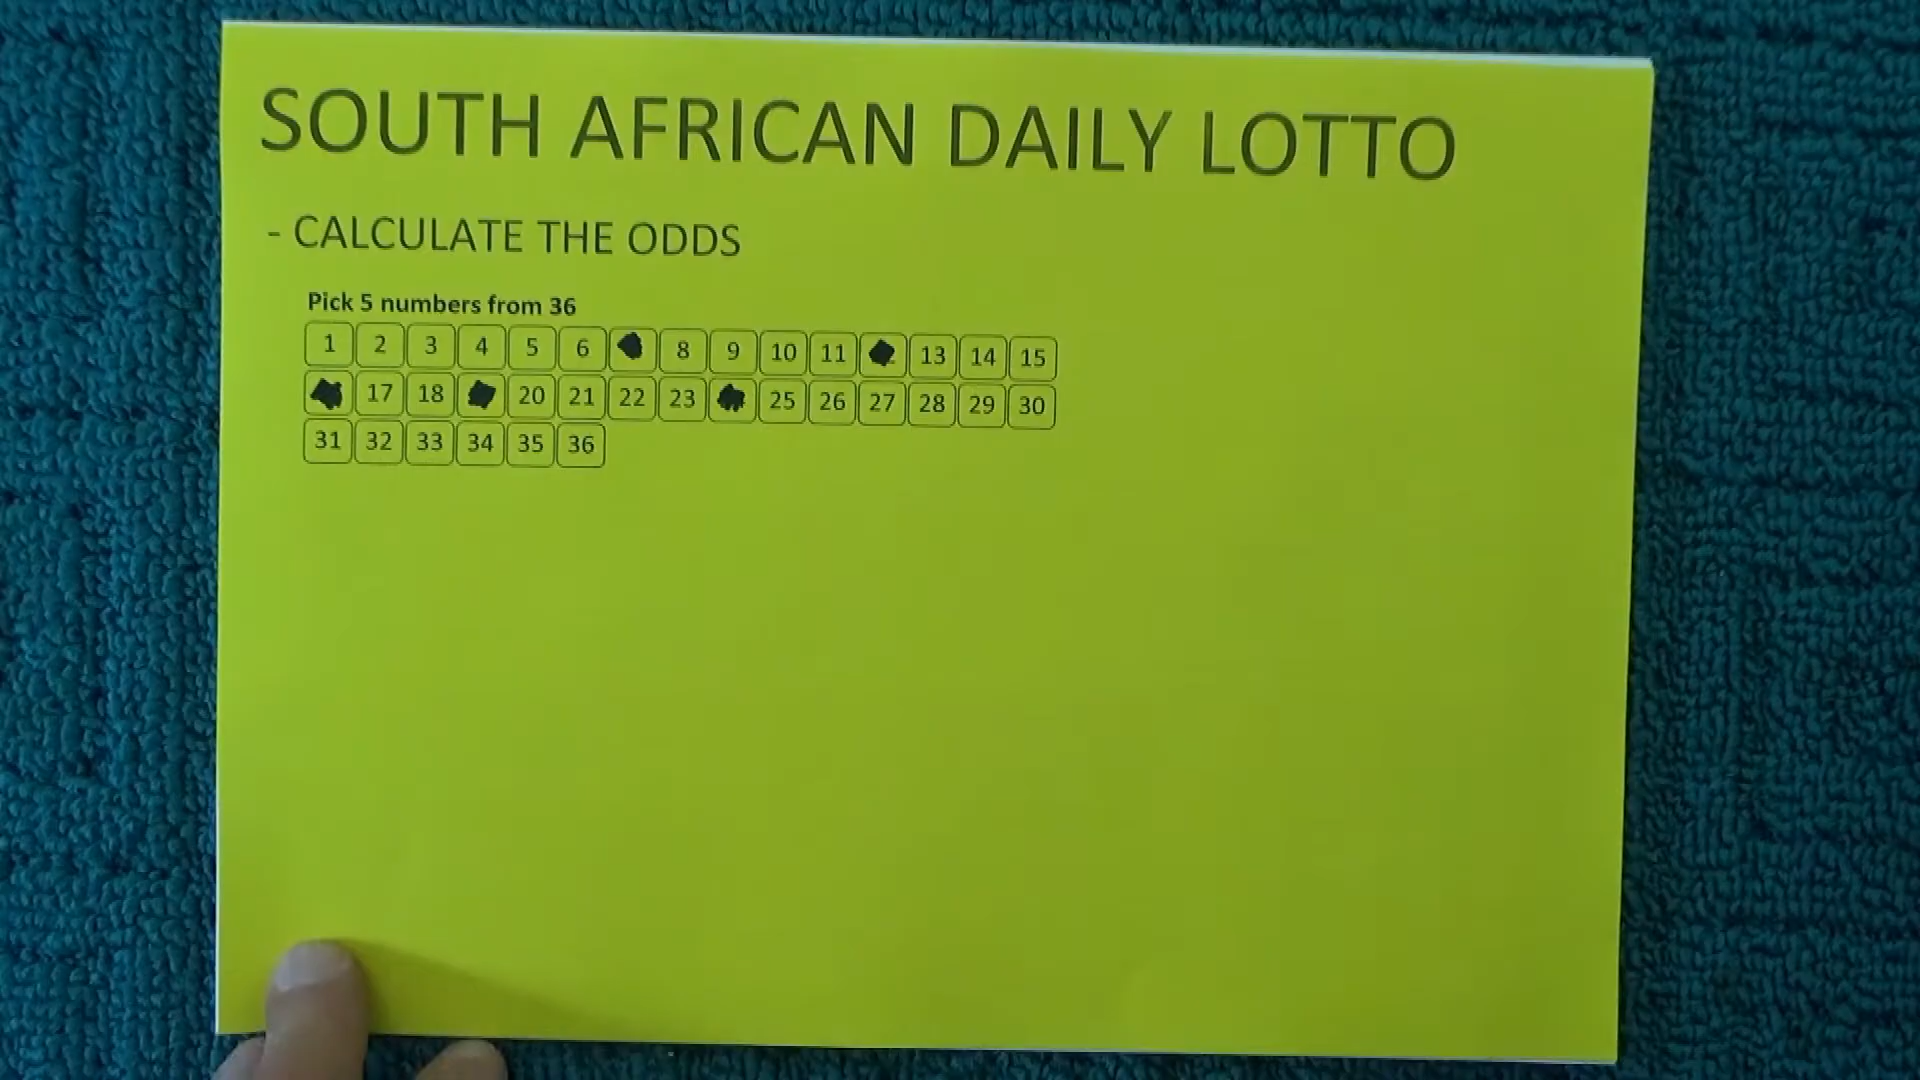 SOUTH AFRICAN DAILY LOTTO
- CALCULATE THE ODDS
Pick 5 numbers from 36
1 2 3 4 5 6 8 9 10 11 13 14 15
17 18 20 21 22 23 25 26 27 28 29 30
31 32 33 34 35 36